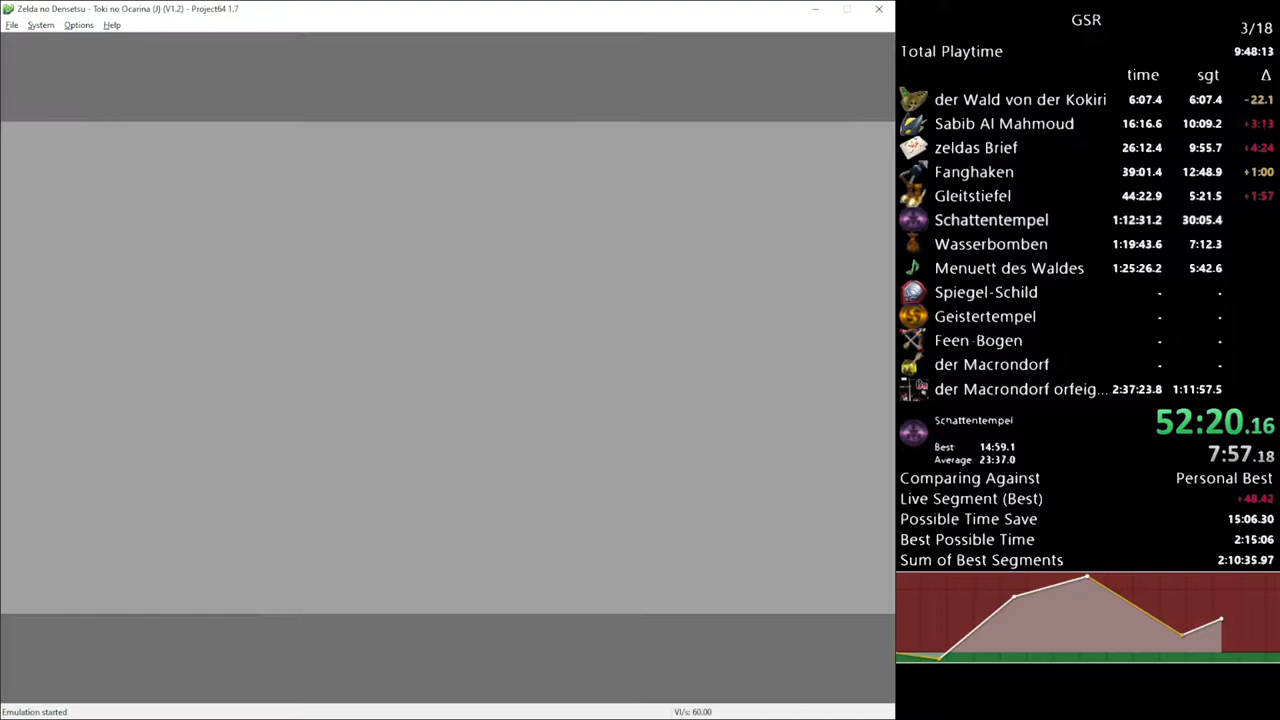 Zelda no Densetsu - Toki no Ocarina (J) (V1.2) - Project64 1.7
File System Options Help
Emulation started
VI/s: 60.00
GSR
3/18
Total Playtime 9:48:13
time sgt Δ
der Wald von der Kokiri 6:07.4 6:07.4 -22.1
Sabib Al Mahmoud 16:16.6 10:09.2 +3:13
zeldas Brief 26:12.4 9:55.7 +4:24
Fanghaken 39:01.4 12:48.9 +1:00
Gleitstiefel 44:22.9 5:21.5 +1:57
Schattentempel 1:12:31.2 30:05.4
Wasserbomben 1:19:43.6 7:12.3
Menuett des Waldes 1:25:26.2 5:42.6
Spiegel-Schild - -
Geistertempel - -
Feen-Bogen - -
der Macrondorf - -
der Macrondorf orfeig... 2:37:23.8 1:11:57.5
Schattentempel 52:20.16
Best: 14:59.1 7:57.18
Average: 23:37.0
Comparing Against Personal Best
Live Segment (Best) +48.42
Possible Time Save 15:06.30
Best Possible Time 2:15:06
Sum of Best Segments 2:10:35.97